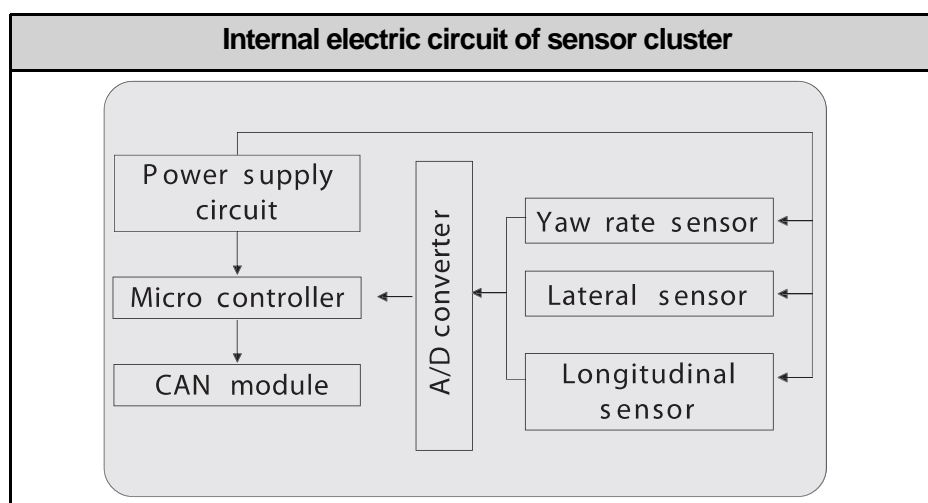 Internal electric circuit of sensor cluster
Power supply
circuit
Micro controller
CAN module
A/D converter
Yaw rate sensor
Lateral sensor
Longitudinal
sensor